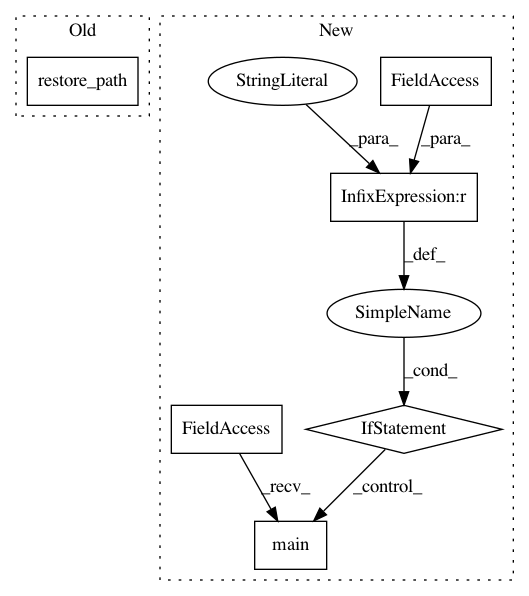 Old
New
restore_path
StringLiteral
FieldAccess
_para_
_para_
InfixExpression:r
_def_
SimpleName
_cond_
FieldAccess
IfStatement
_recv_
_control_
main